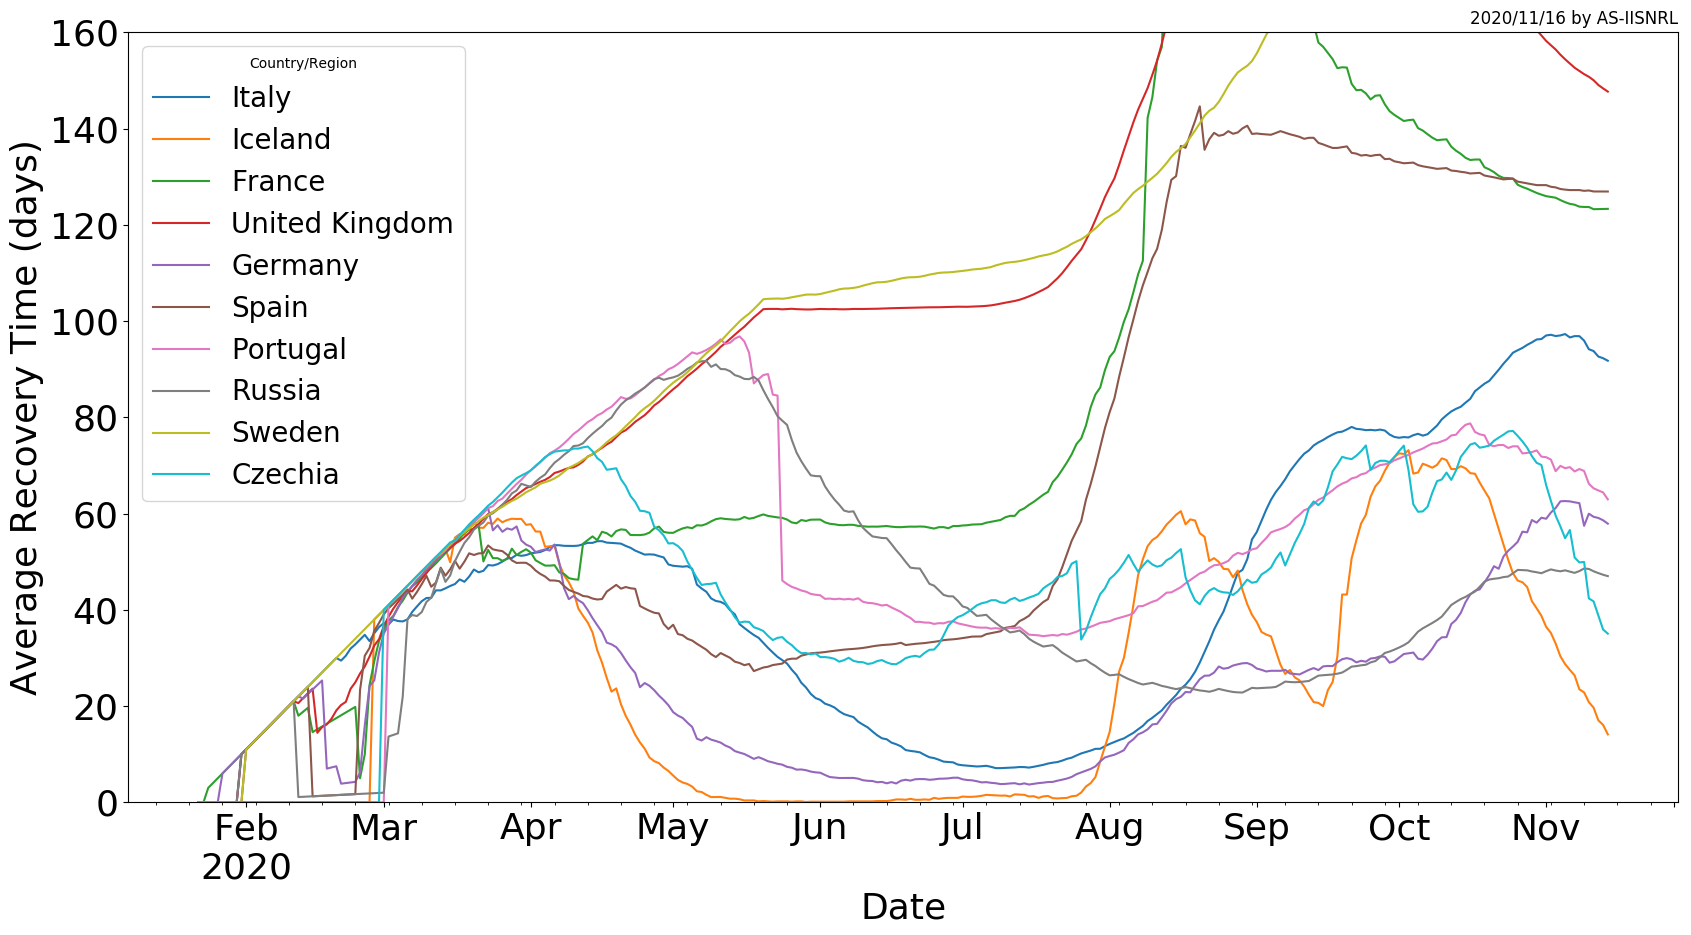 2020/11/16 by AS-IISNRL
160
140
120
100
80
60
40
20
0
Average Recovery Time (days)
Country/Region
Italy
Iceland
France
United Kingdom
Germany
Spain
Portugal
Russia
Sweden
Czechia
Feb Mar Apr May Jun Jul Aug Sep Oct Nov
2020
Date